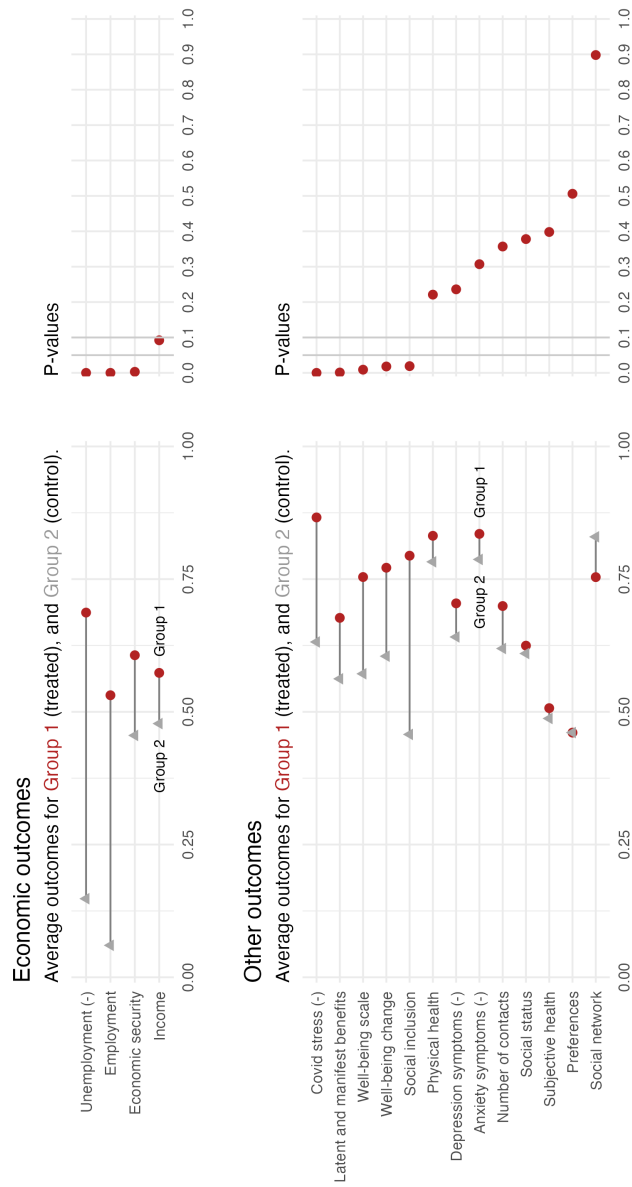 Economic outcomes
Average outcomes for Group 1 (treated), and Group 2 (control).
P-values
Unemployment (-)
Employment
Economic security
Income
Group 2
Group 1
0.00
0.25
0.50
0.75
1.00
0.0
0.1
0.2
0.3
0.4
0.5
0.6
0.7
0.8
0.9
1.0
Other outcomes
Average outcomes for Group 1 (treated), and Group 2 (control).
P-values
Covid stress (-)
Latent and manifest benefits
Well-being scale
Well-being change
Social inclusion
Physical health
Depression symptoms (-)
Anxiety symptoms (-)
Number of contacts
Social status
Subjective health
Preferences
Social network
Group 2
Group 1
0.00
0.25
0.50
0.75
1.00
0.0
0.1
0.2
0.3
0.4
0.5
0.6
0.7
0.8
0.9
1.0